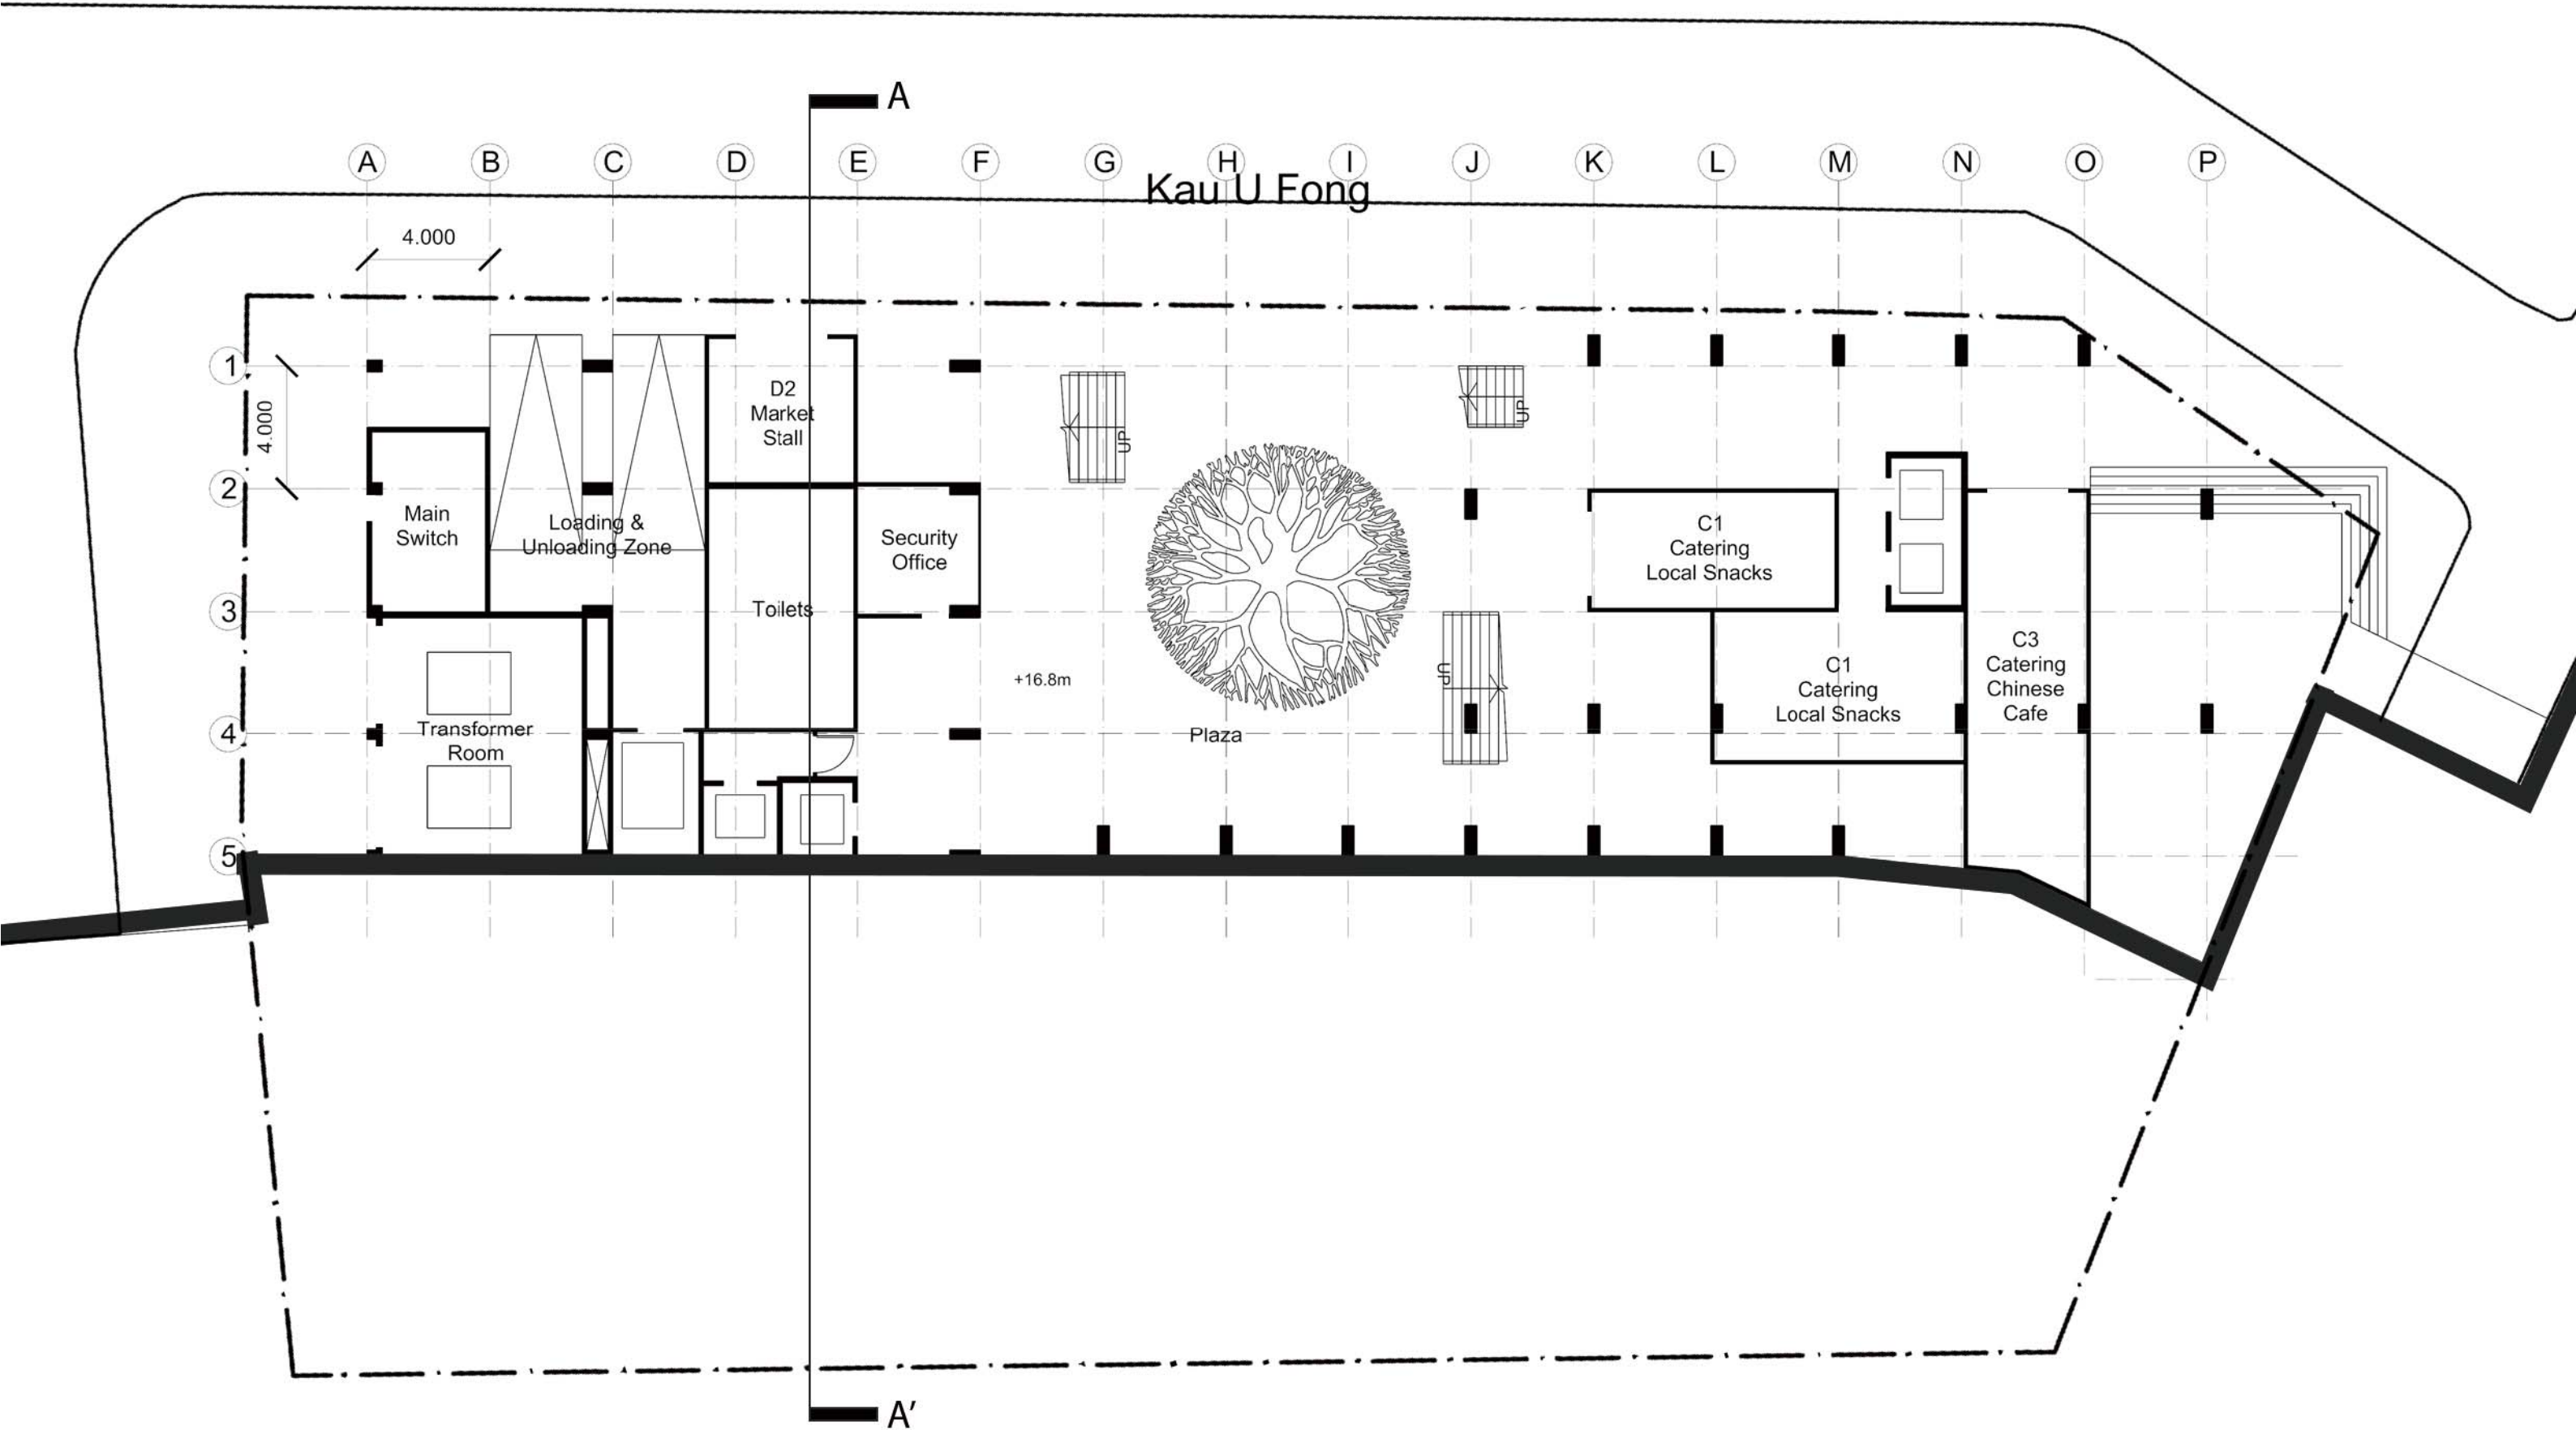 A
A B C D E F G H I J K L M N O P
Kau U Fong
4.000
1
4.000
2
3
4
5
D2
Market
Stall
UP
UP
Main
Switch
Loading &
Unloading Zone
Security
Office
C1
Catering
Local Snacks
Toilets
C3
Catering
Chinese
Cafe
UP
+16.8m
C1
Catering
Local Snacks
Transformer
Room
Plaza
A'